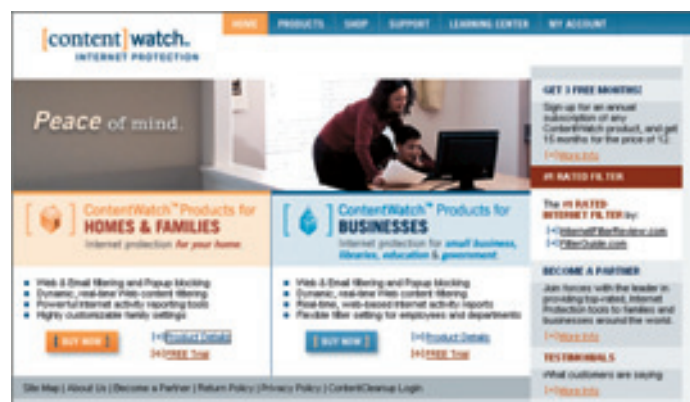 HOME PRODUCTS SHOP SUPPORT LEARNING CENTER MY ACCOUNT
[content]watch.
INTERNET PROTECTION
Peace of mind.
ContentWatch™ Products for
HOMES & FAMILIES
Internet protection for your home.
Web & Email filtering and Popup blocking
Dynamic, real-time Web content filtering
Powerful Internet activity reporting tools
Highly customizable family settings
[ BUY NOW ]
[+]Product Details
[+]FREE Trial
ContentWatch™ Products for
BUSINESSES
Internet protection for small business,
libraries, education & government.
Web & Email filtering and Popup blocking
Dynamic, real-time Web content filtering
Real-time, web-based Internet activity reports
Flexible filter setting for employees and departments
[ BUY NOW ]
[+]Product Details
[+]FREE Trial
GET 3 FREE MONTHS!
Sign-up for an annual
subscription of any
ContentWatch product, and get
15 months for the price of 12.
[+]More Info
#1 RATED FILTER
The #1 RATED
INTERNET FILTER by:
[+]InternetFilterReview.com
[+]FilterGuide.com
BECOME A PARTNER
Join forces with the leader in
providing top-rated, Internet
Protection tools to families and
businesses around the world.
[+]More Info
TESTIMONIALS
What customers are saying
[+]More Info
Site Map | About Us | Become a Partner | Return Policy | Privacy Policy | ContentCleanup Login